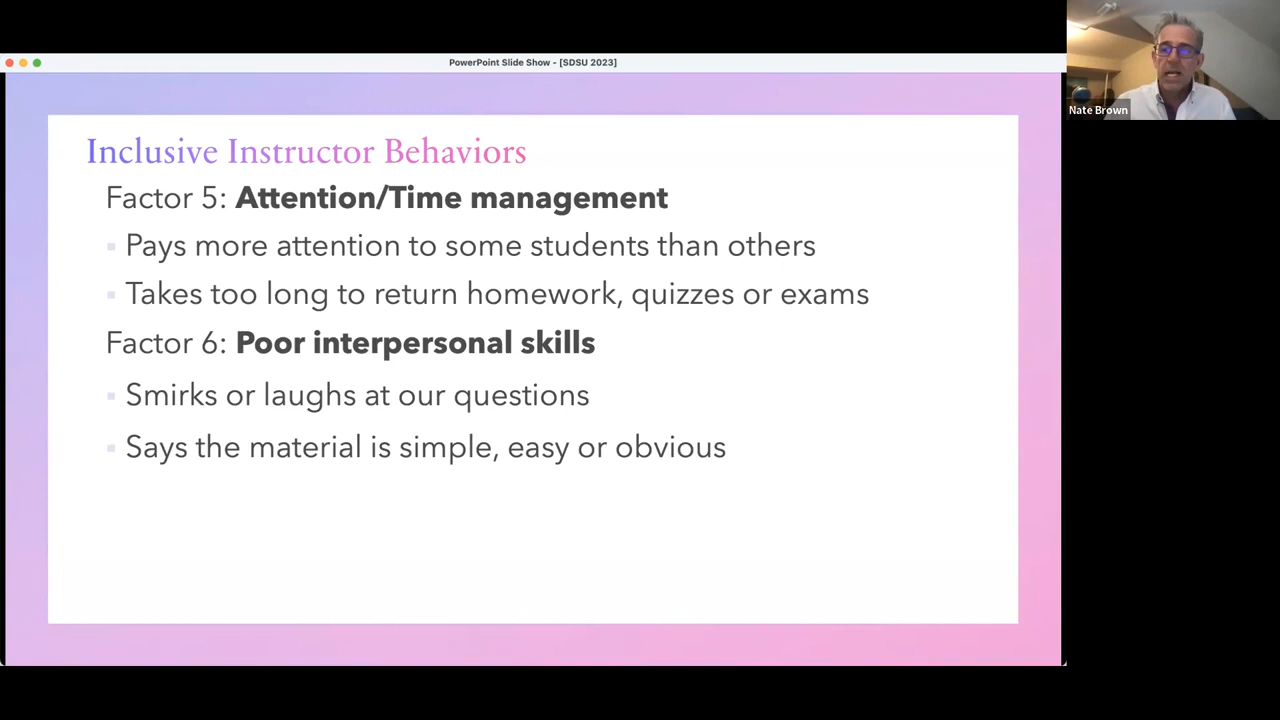 PowerPoint Slide Show - [SDSU 2023]
Inclusive Instructor Behaviors
Factor 5: Attention/Time management
Pays more attention to some students than others
Takes too long to return homework, quizzes or exams
Factor 6: Poor interpersonal skills
Smirks or laughs at our questions
Says the material is simple, easy or obvious
Nate Brown